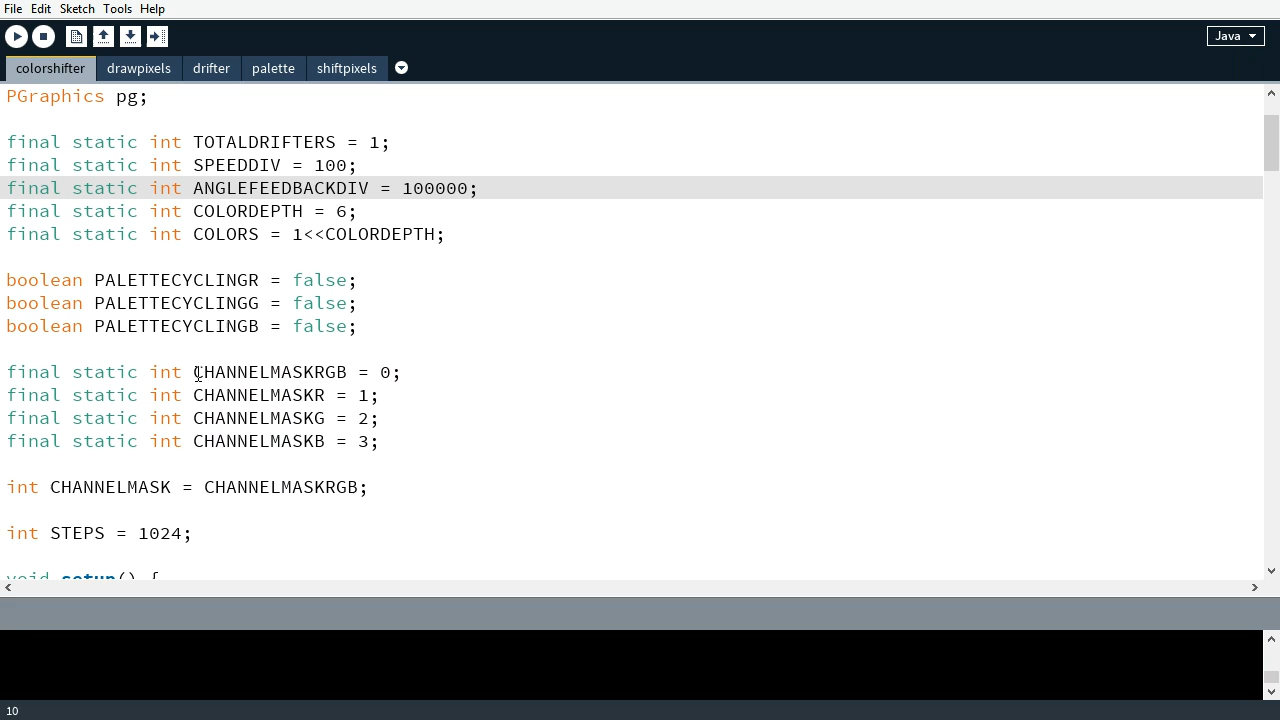 File Edit Sketch Tools Help
Java
colorshifter drawpixels drifter palette shiftpixels
PGraphics pg;
final static int TOTALDRIFTERS = 1;
final static int SPEEDDIV = 100;
final static int ANGLEFEEDBACKDIV = 100000;
final static int COLORDEPTH = 6;
final static int COLORS = 1<<COLORDEPTH;
boolean PALETTECYCLINGR = false;
boolean PALETTECYCLINGG = false;
boolean PALETTECYCLINGB = false;
final static int CHANNELMASKRGB = 0;
final static int CHANNELMASKR = 1;
final static int CHANNELMASKG = 2;
final static int CHANNELMASKB = 3;
int CHANNELMASK = CHANNELMASKRGB;
int STEPS = 1024;
void setup() {
10